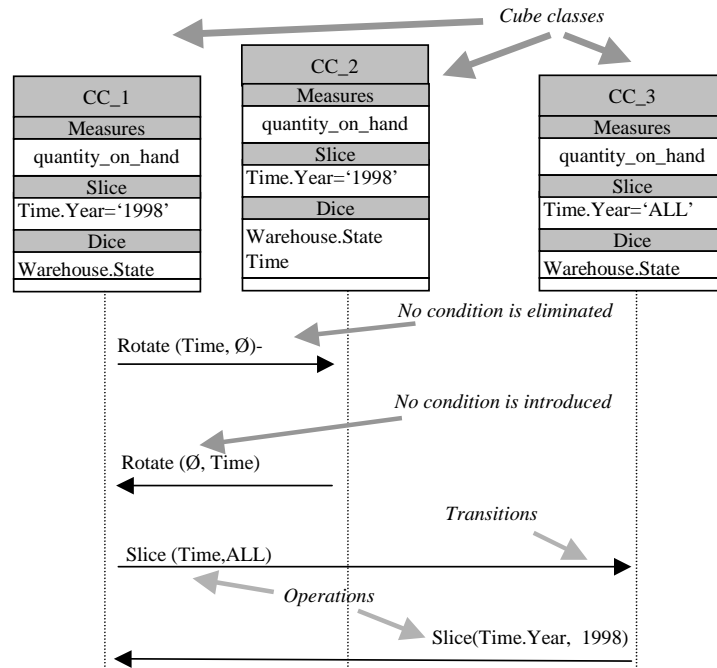 Cube classes
CC_1
Measures
quantity_on_hand
Slice
Time.Year=‘1998’
Dice
Warehouse.State
CC_2
Measures
quantity_on_hand
Slice
Time.Year=‘1998’
Dice
Warehouse.State
Time
CC_3
Measures
quantity_on_hand
Slice
Time.Year=‘ALL’
Dice
Warehouse.State
No condition is eliminated
Rotate (Time, Ø)-
No condition is introduced
Rotate (Ø, Time)
Transitions
Slice (Time,ALL)
Operations
Slice(Time.Year, 1998)